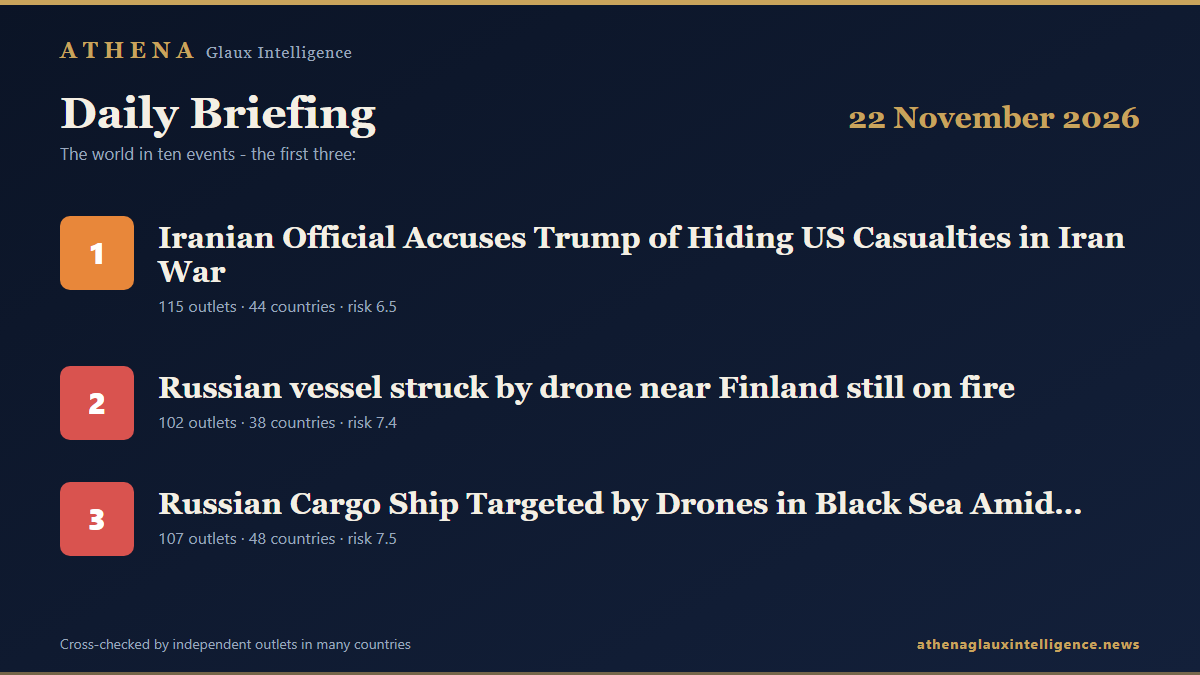 ATHENA Glaux Intelligence
Daily Briefing
22 November 2026
The world in ten events - the first three:
1
Iranian Official Accuses Trump of Hiding US Casualties in Iran
War
115 outlets · 44 countries · risk 6.5
2
Russian vessel struck by drone near Finland still on fire
102 outlets · 38 countries · risk 7.4
3
Russian Cargo Ship Targeted by Drones in Black Sea Amid...
107 outlets · 48 countries · risk 7.5
Cross-checked by independent outlets in many countries
athenaglauxintelligence.news